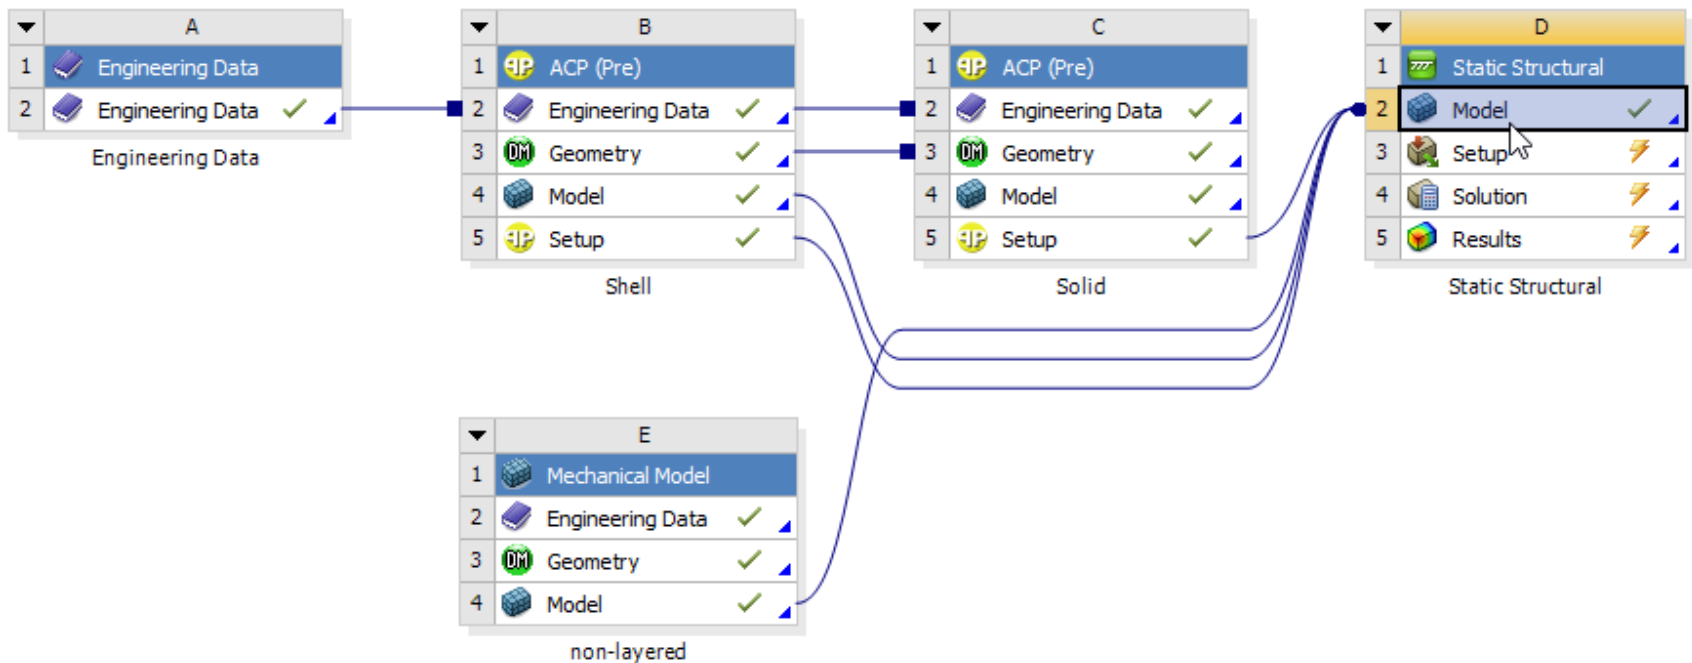 A
1 Engineering Data
2 Engineering Data
Engineering Data
B
1 ACP (Pre)
2 Engineering Data
3 DM Geometry
4 Model
5 Setup
Shell
C
1 ACP (Pre)
2 Engineering Data
3 DM Geometry
4 Model
5 Setup
Solid
D
1 Static Structural
2 Model
3 Setup
4 Solution
5 Results
Static Structural
E
1 Mechanical Model
2 Engineering Data
3 DM Geometry
4 Model
non-layered